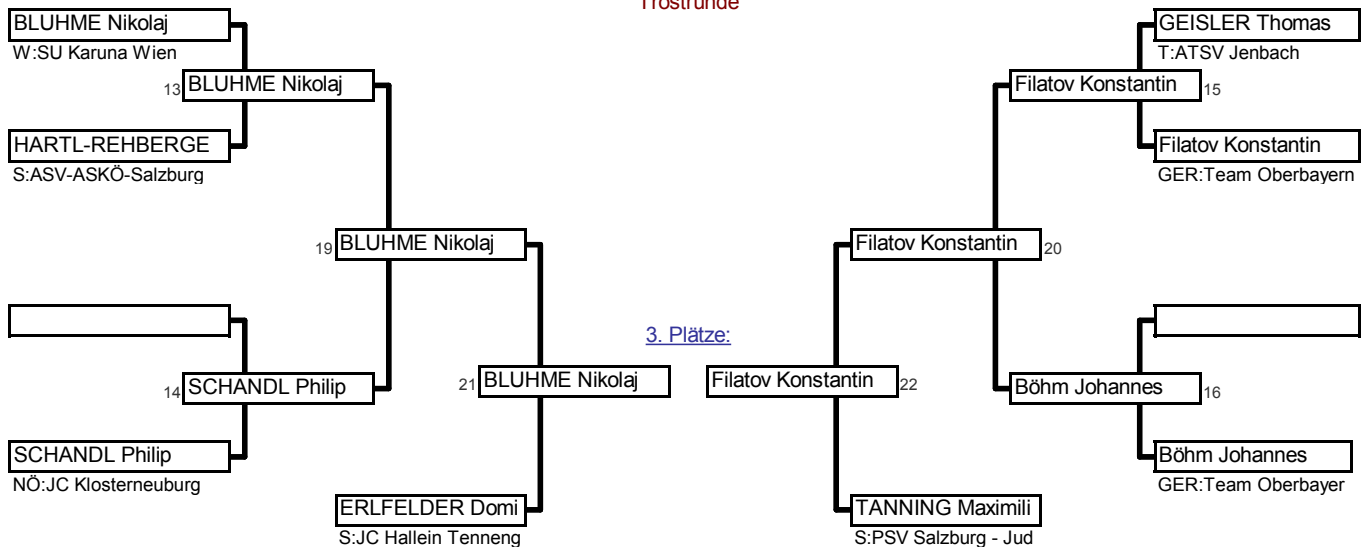 Trostrunde
BLUHME Nikolaj
W:SU Karuna Wien
13 BLUHME Nikolaj
HARTL-REHBERGE
S:ASV-ASKÖ-Salzburg
19 BLUHME Nikolaj
14 SCHANDL Philip
SCHANDL Philip
NÖ:JC Klosterneuburg
21 BLUHME Nikolaj
ERLFELDER Domi
S:JC Hallein Tenneng
3. Plätze:
GEISLER Thomas
T:ATSV Jenbach
Filatov Konstantin 15
Filatov Konstantin
GER:Team Oberbayern
Filatov Konstantin 20
Filatov Konstantin 22
Böhm Johannes 16
Böhm Johannes
GER:Team Oberbayer
TANNING Maximili
S:PSV Salzburg - Jud